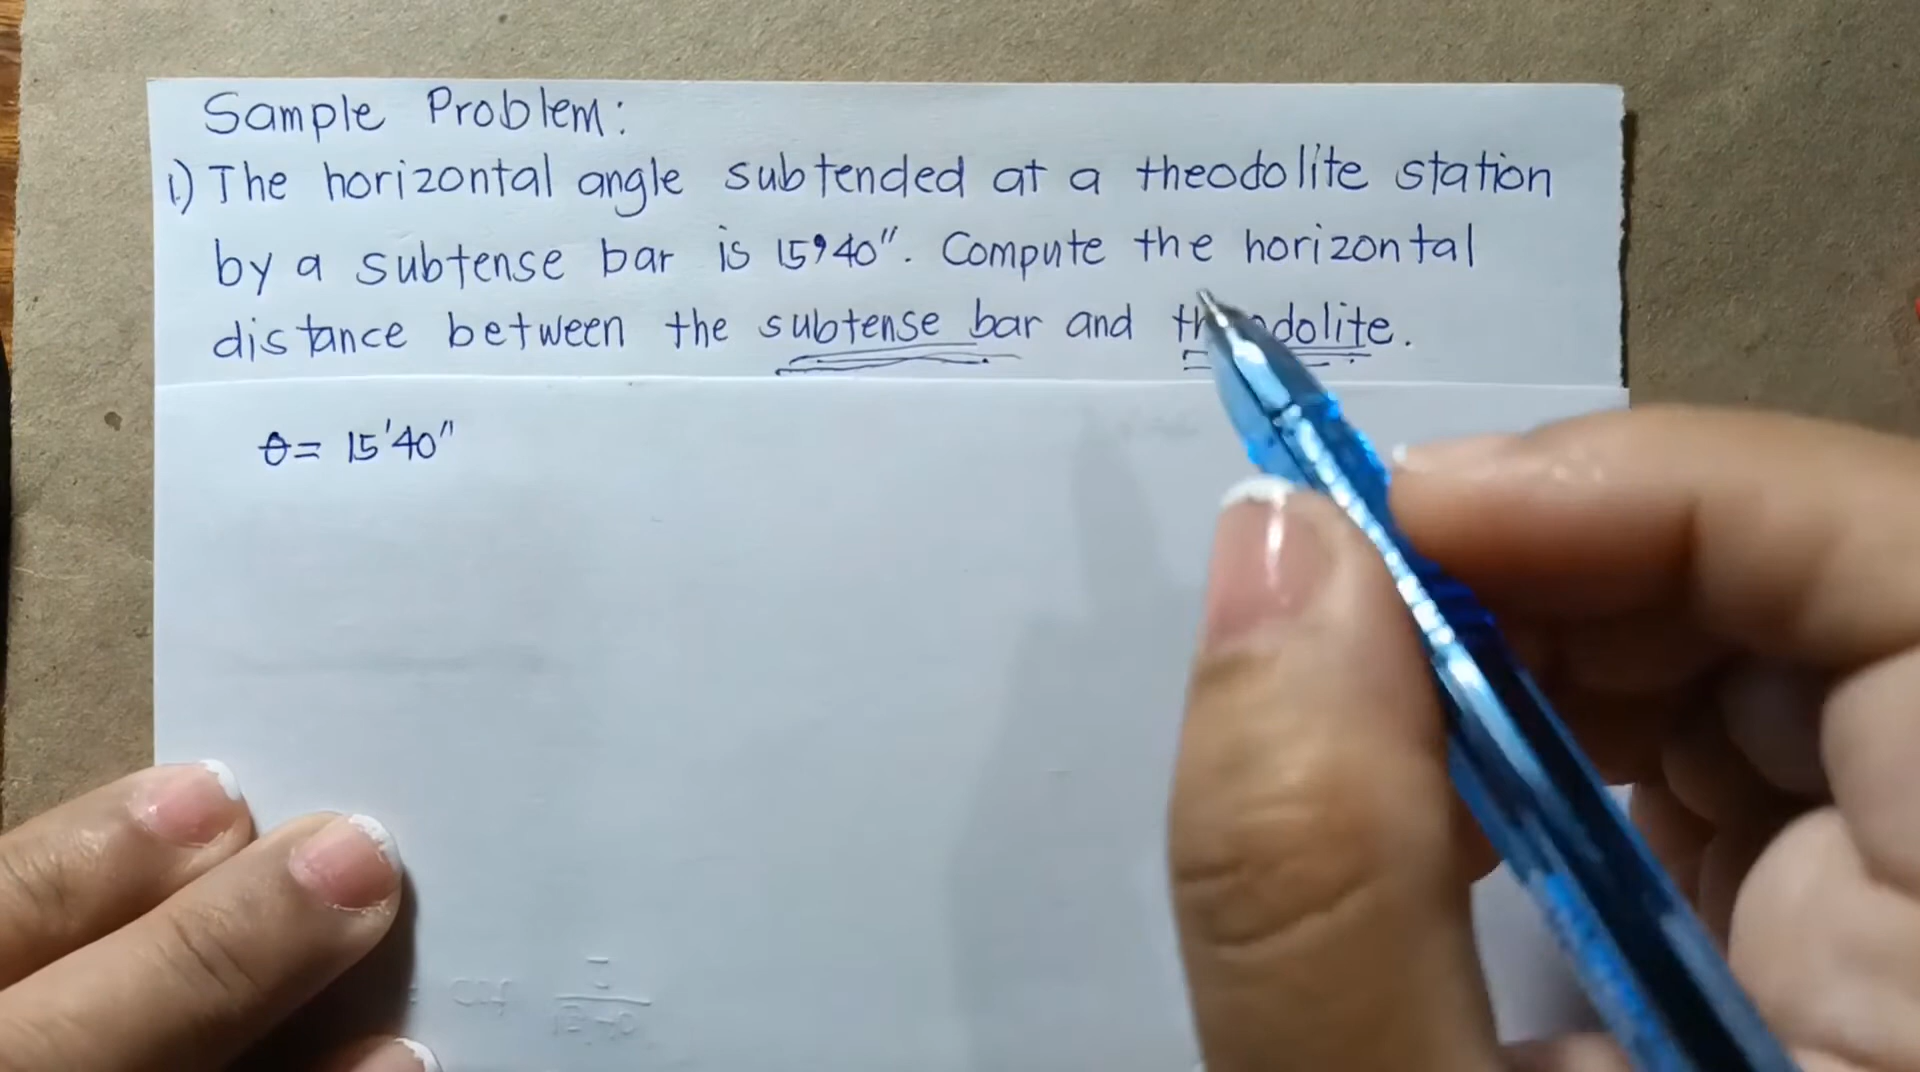 Sample Problem:
1.) The horizontal angle subtended at a theodolite station
by a subtense bar is 15'40". Compute the horizontal
distance between the subtense bar and theodolite.
θ = 15'40"